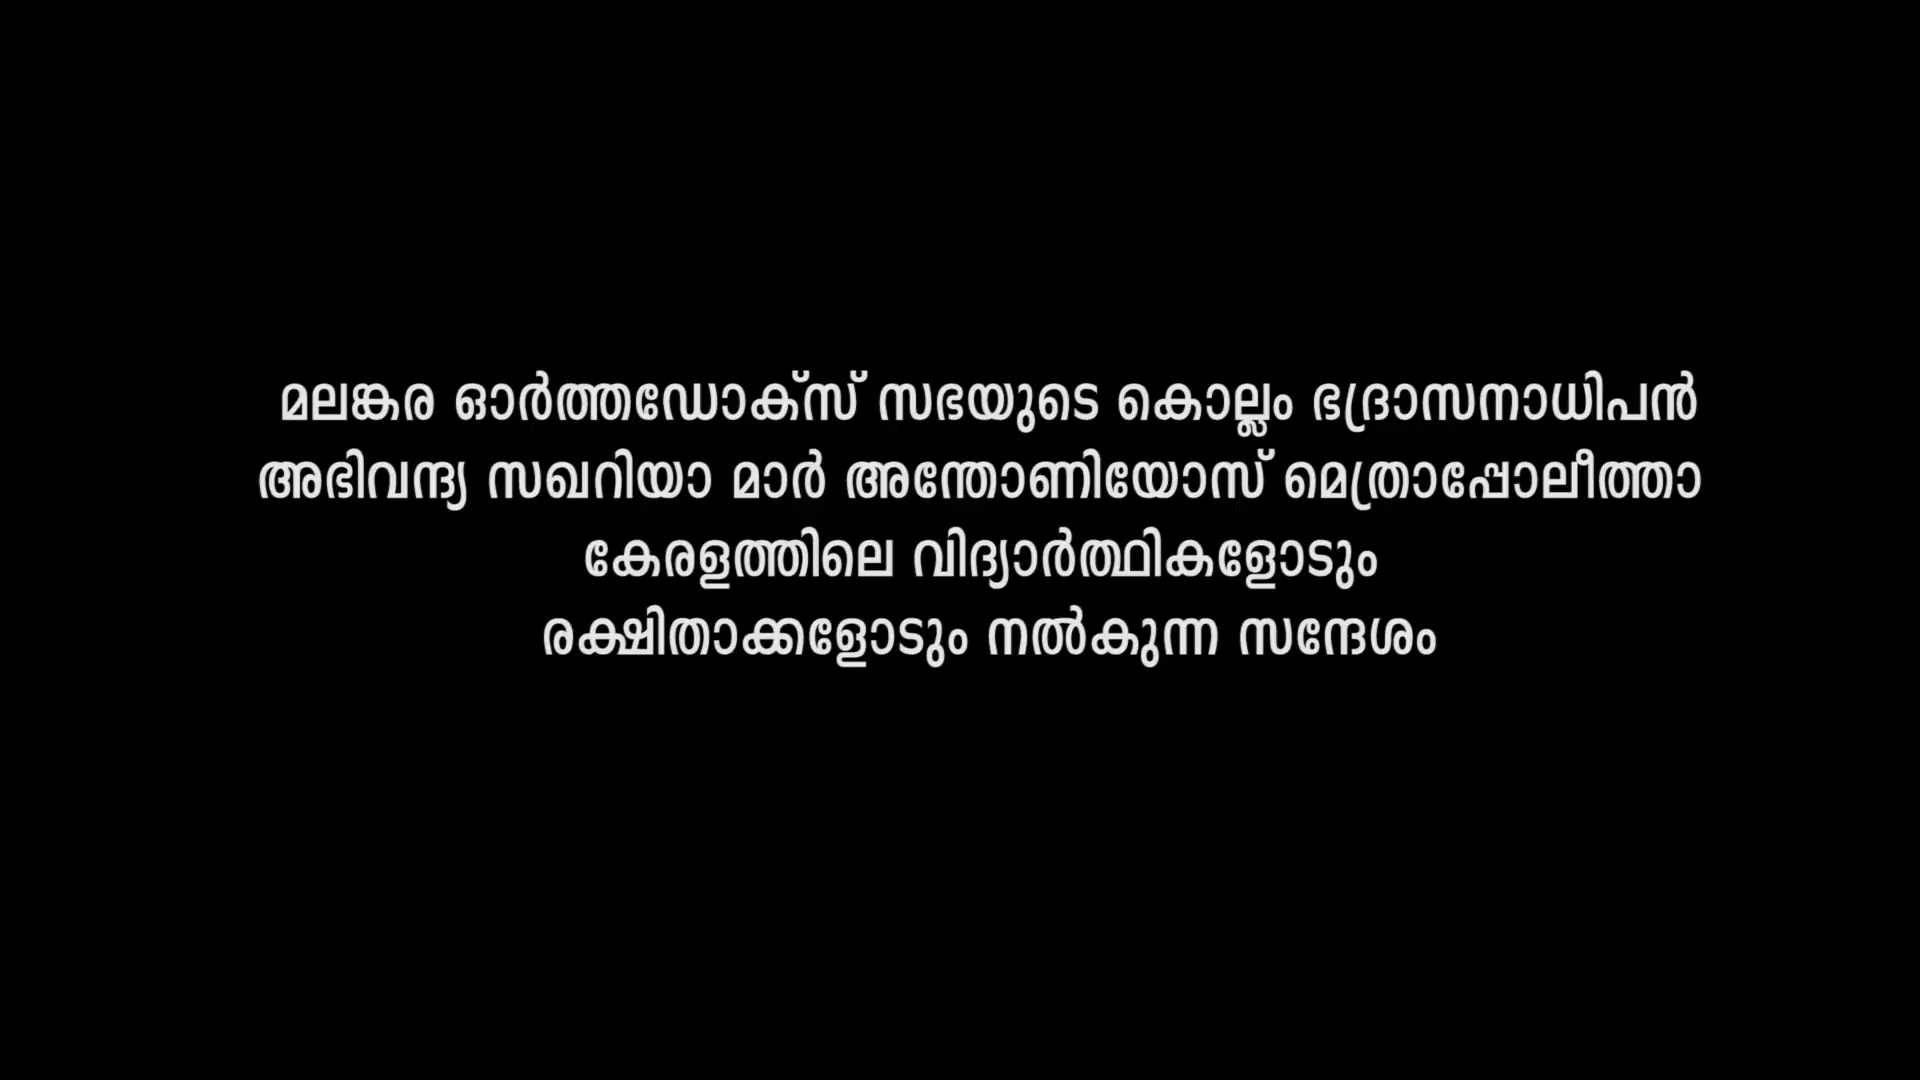 മലങ്കര ഓർത്തഡോക്സ് സഭയുടെ കൊല്ലം ഭദ്രാസനാധിപൻ
അഭിവന്ദ്യ സഖറിയാ മാർ അന്തോണിയോസ് മെത്രാപ്പോലീത്താ
കേരളത്തിലെ വിദ്യാർത്ഥികളോടും
രക്ഷിതാക്കളോടും നൽകുന്ന സന്ദേശം